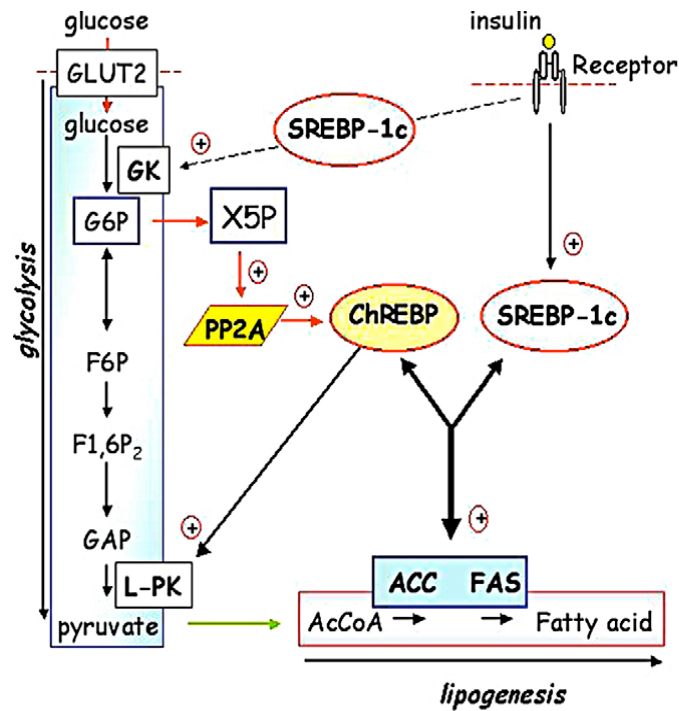 glucose
insulin
GLUT2
Receptor
glucose
SREBP-1c
+
GK
G6P
X5P
+
+
glycolysis
+
PP2A
ChREBP
SREBP-1c
F6P
F1,6P₂
+
+
GAP
L-PK
ACC FAS
pyruvate
AcCoA
Fatty acid
lipogenesis